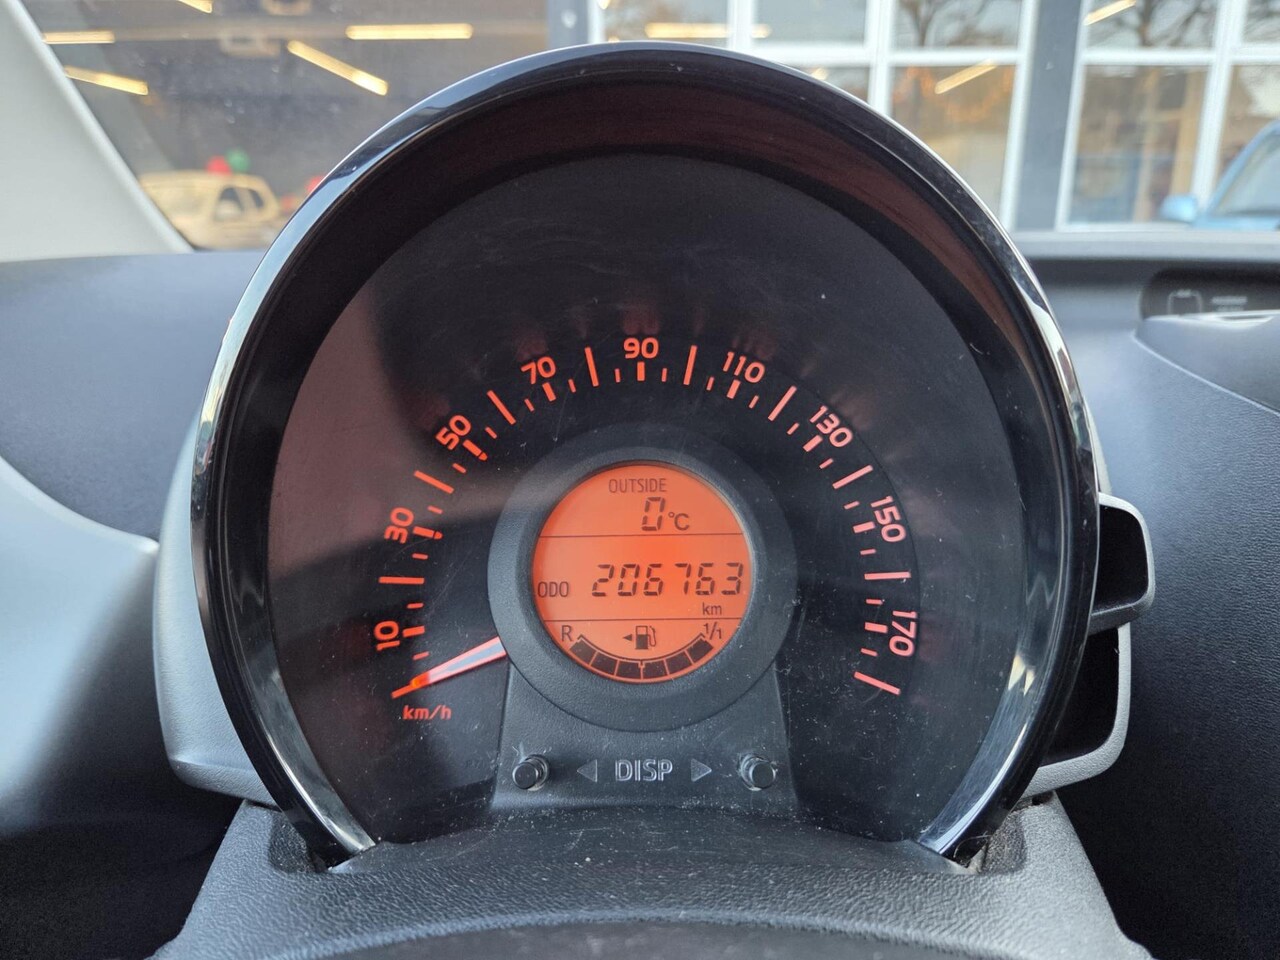 10
30
50
70
90
110
130
150
170
km/h
OUTSIDE
0°C
ODO 206763
km
R 1/1
◁ DISP ▷